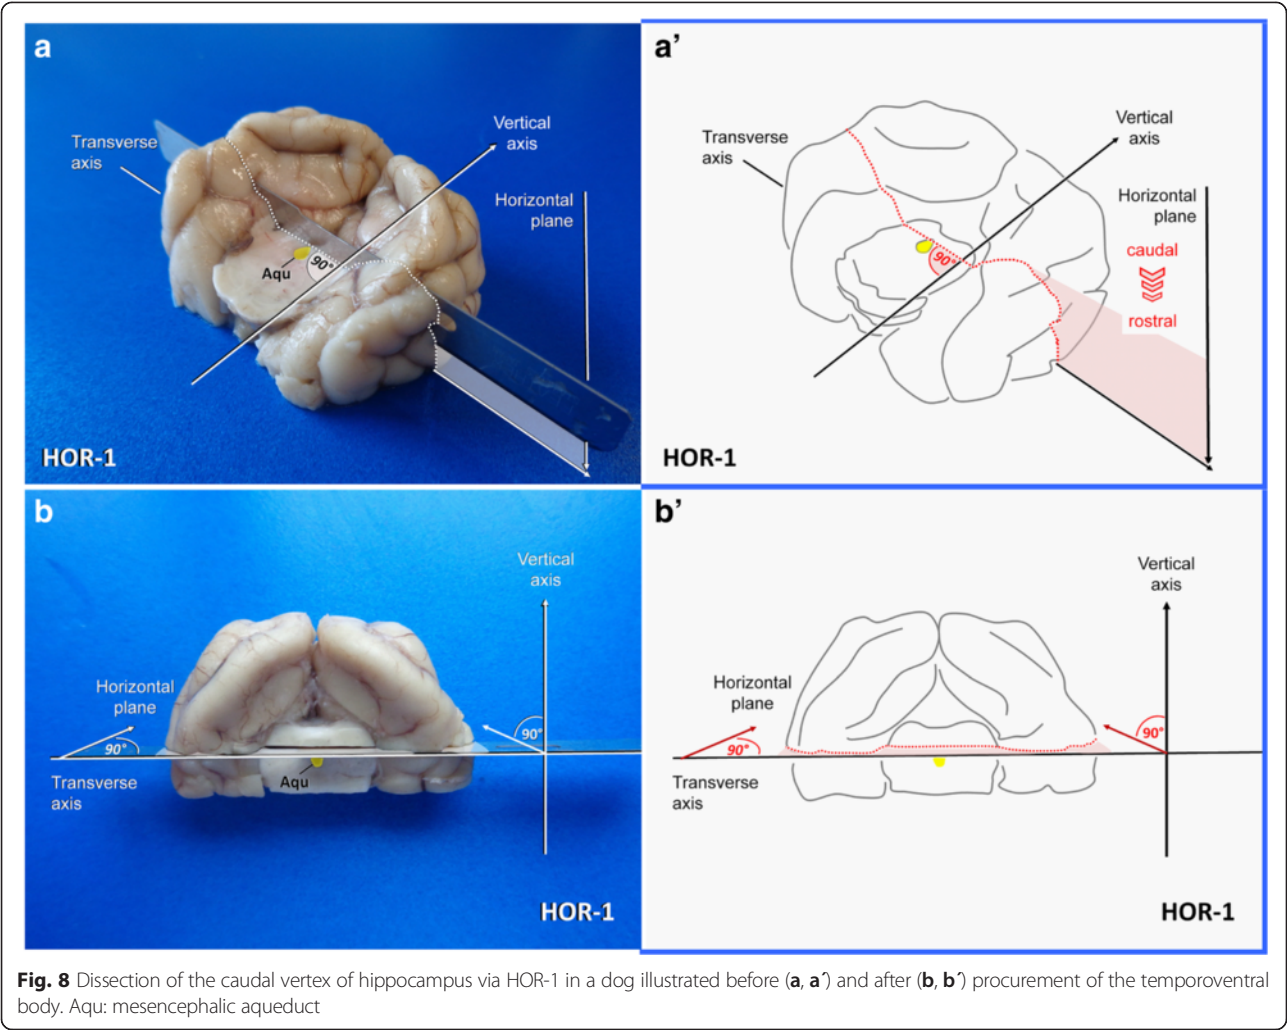 a
Transverse
axis
Vertical
axis
Horizontal
plane
Aqu
90°
HOR-1
a’
Transverse
axis
Vertical
axis
Horizontal
plane
caudal
rostral
90°
HOR-1
b
Vertical
axis
Horizontal
plane
90°
90°
Transverse
axis
Aqu
HOR-1
b’
Vertical
axis
Horizontal
plane
90°
90°
Transverse
axis
HOR-1
Fig. 8 Dissection of the caudal vertex of hippocampus via HOR-1 in a dog illustrated before (a, a´) and after (b, b´) procurement of the temporoventral
body. Aqu: mesencephalic aqueduct